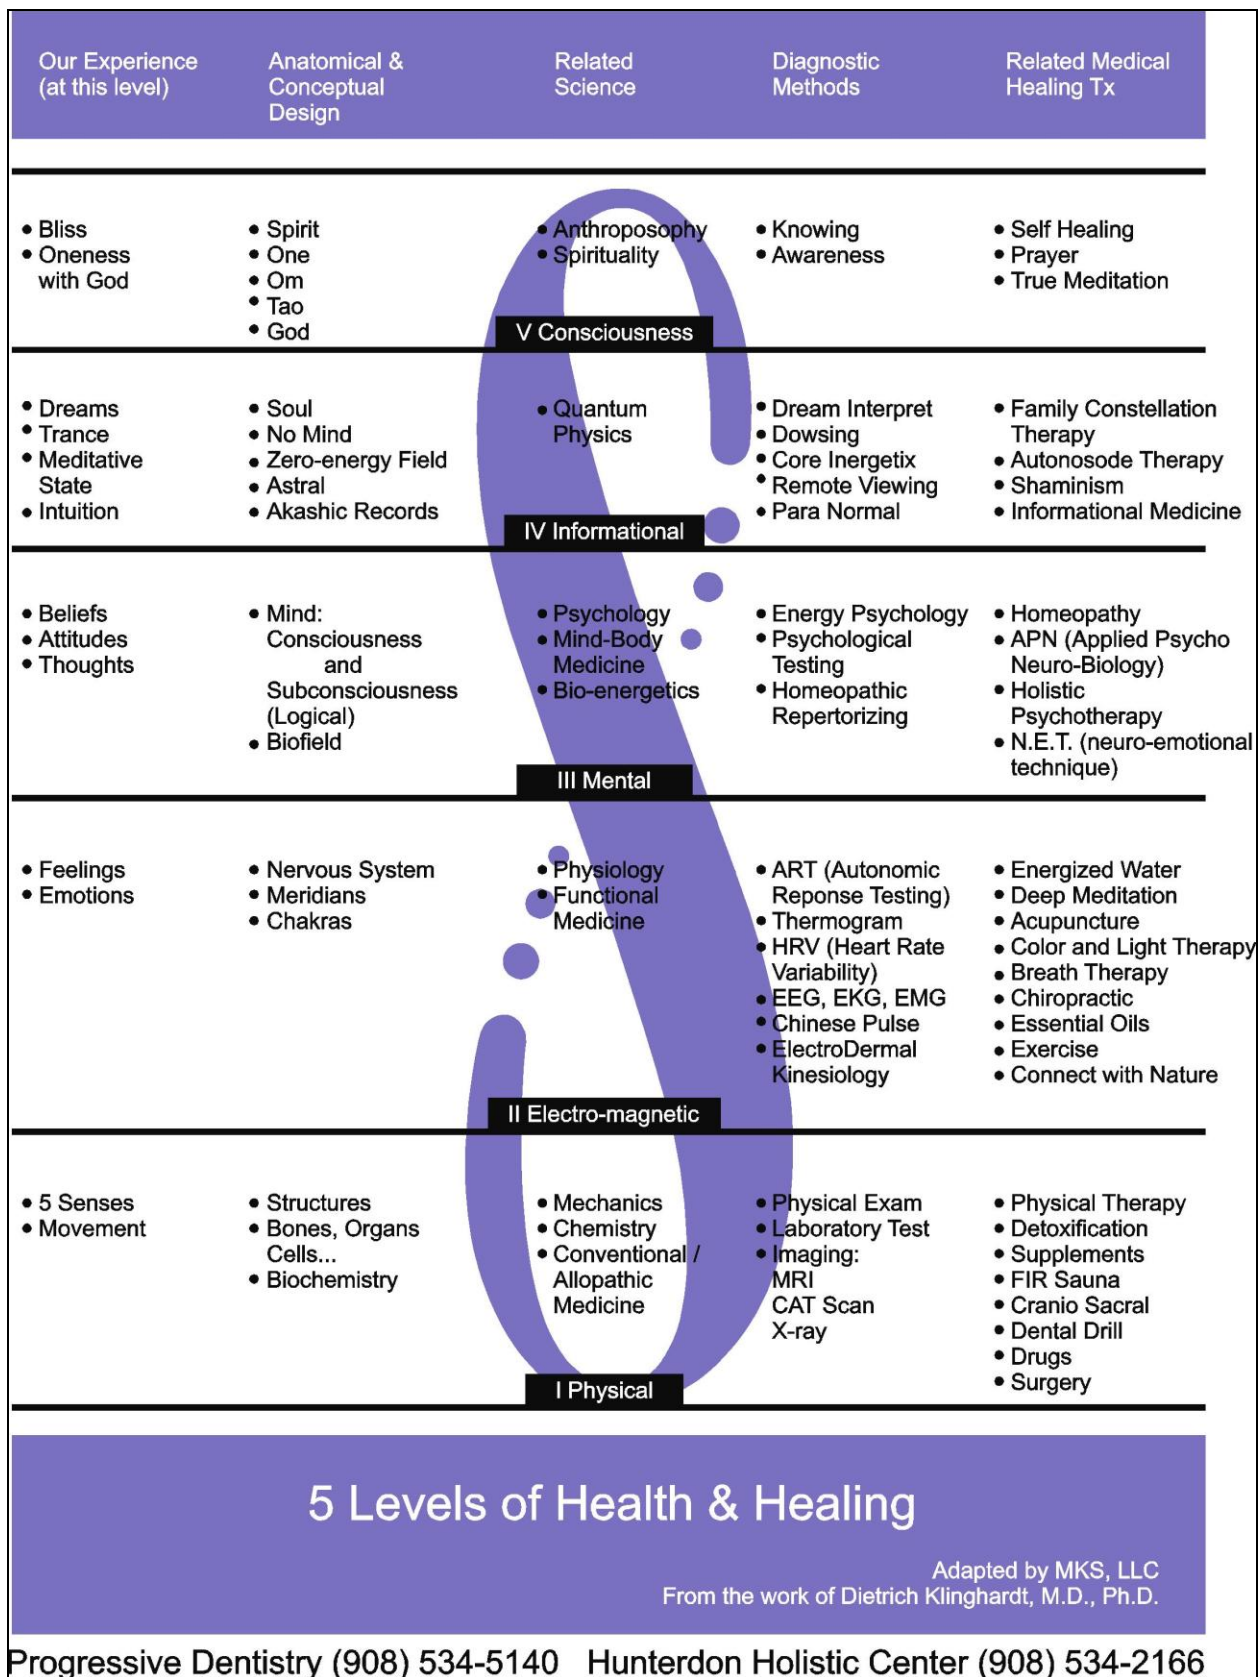 Our Experience
(at this level)
Anatomical &
Conceptual
Design
Related
Science
Diagnostic
Methods
Related Medical
Healing Tx
• Bliss
• Oneness
with God
• Spirit
• One
• Om
• Tao
• God
• Anthroposophy
• Spirituality
• Knowing
• Awareness
• Self Healing
• Prayer
• True Meditation
V Consciousness
• Dreams
• Trance
• Meditative
State
• Intuition
• Soul
• No Mind
• Zero-energy Field
• Astral
• Akashic Records
• Quantum
Physics
• Dream Interpret
• Dowsing
• Core Inergetix
• Remote Viewing
• Para Normal
• Family Constellation
Therapy
• Autonosode Therapy
• Shaminism
• Informational Medicine
IV Informational
• Beliefs
• Attitudes
• Thoughts
• Mind:
Consciousness
and
Subconsciousness
(Logical)
• Biofield
• Psychology
• Mind-Body
Medicine
• Bio-energetics
• Energy Psychology
• Psychological
Testing
• Homeopathic
Repertorizing
• Homeopathy
• APN (Applied Psycho
Neuro-Biology)
• Holistic
Psychotherapy
• N.E.T. (neuro-emotional
technique)
III Mental
• Feelings
• Emotions
• Nervous System
• Meridians
• Chakras
• Physiology
• Functional
Medicine
• ART (Autonomic
Reponse Testing)
• Thermogram
• HRV (Heart Rate
Variability)
• EEG, EKG, EMG
• Chinese Pulse
• ElectroDermal
Kinesiology
• Energized Water
• Deep Meditation
• Acupuncture
• Color and Light Therapy
• Breath Therapy
• Chiropractic
• Essential Oils
• Exercise
• Connect with Nature
II Electro-magnetic
• 5 Senses
• Movement
• Structures
• Bones, Organs
Cells...
• Biochemistry
• Mechanics
• Chemistry
• Conventional /
Allopathic
Medicine
• Physical Exam
• Laboratory Test
• Imaging:
MRI
CAT Scan
X-ray
• Physical Therapy
• Detoxification
• Supplements
• FIR Sauna
• Cranio Sacral
• Dental Drill
• Drugs
• Surgery
I Physical
5 Levels of Health & Healing
Adapted by MKS, LLC
From the work of Dietrich Klinghardt, M.D., Ph.D.
Progressive Dentistry (908) 534-5140 Hunterdon Holistic Center (908) 534-2166